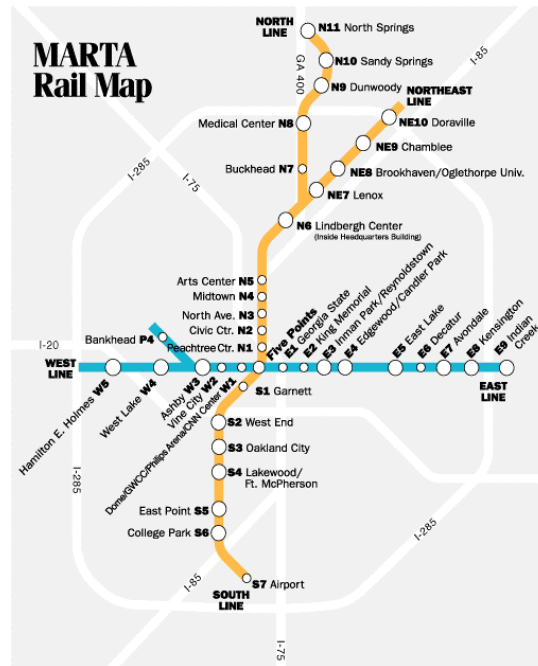 MARTA
Rail Map
NORTH
LINE
N11 North Springs
GA 400
N10 Sandy Springs
I-85
N9 Dunwoody
NORTHEAST
LINE
Medical Center N8
NE10 Doraville
NE9 Chamblee
I-285
I-75
Buckhead N7
NE8 Brookhaven/Oglethorpe Univ.
NE7 Lenox
N6 Lindbergh Center
(Inside Headquarters Building)
Arts Center N5
Midtown N4
North Ave. N3
Civic Ctr. N2
Peachtree Ctr. N1
Five Points
E1 Georgia State
E2 King Memorial
E3 Inman Park/Reynoldstown
E4 Edgewood/Candler Park
E5 East Lake
E6 Decatur
E7 Avondale
E8 Kensington
E9 Indian
Creek
I-20
Bankhead P4
WEST
LINE
EAST
LINE
Hamilton E. Holmes W5
West Lake W4
Ashby W3
Vine City W2
Dome/GWCC/Philips Arena/CNN Center W1
S1 Garnett
S2 West End
S3 Oakland City
S4 Lakewood/
Ft. McPherson
I-285
East Point S5
College Park S6
I-285
I-85
S7 Airport
SOUTH
LINE
I-75